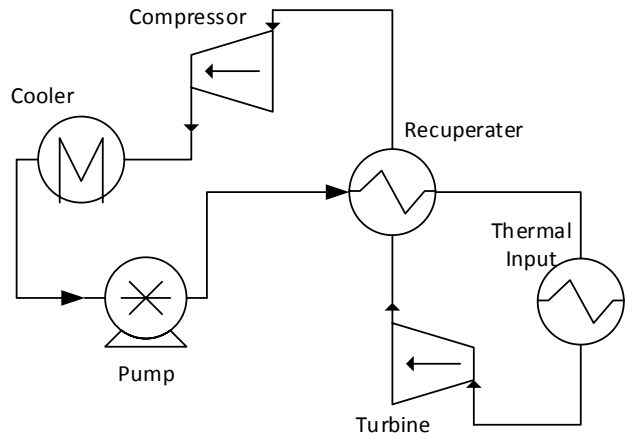 Compressor
Cooler
Recuperater
Thermal
Input
Pump
Turbine